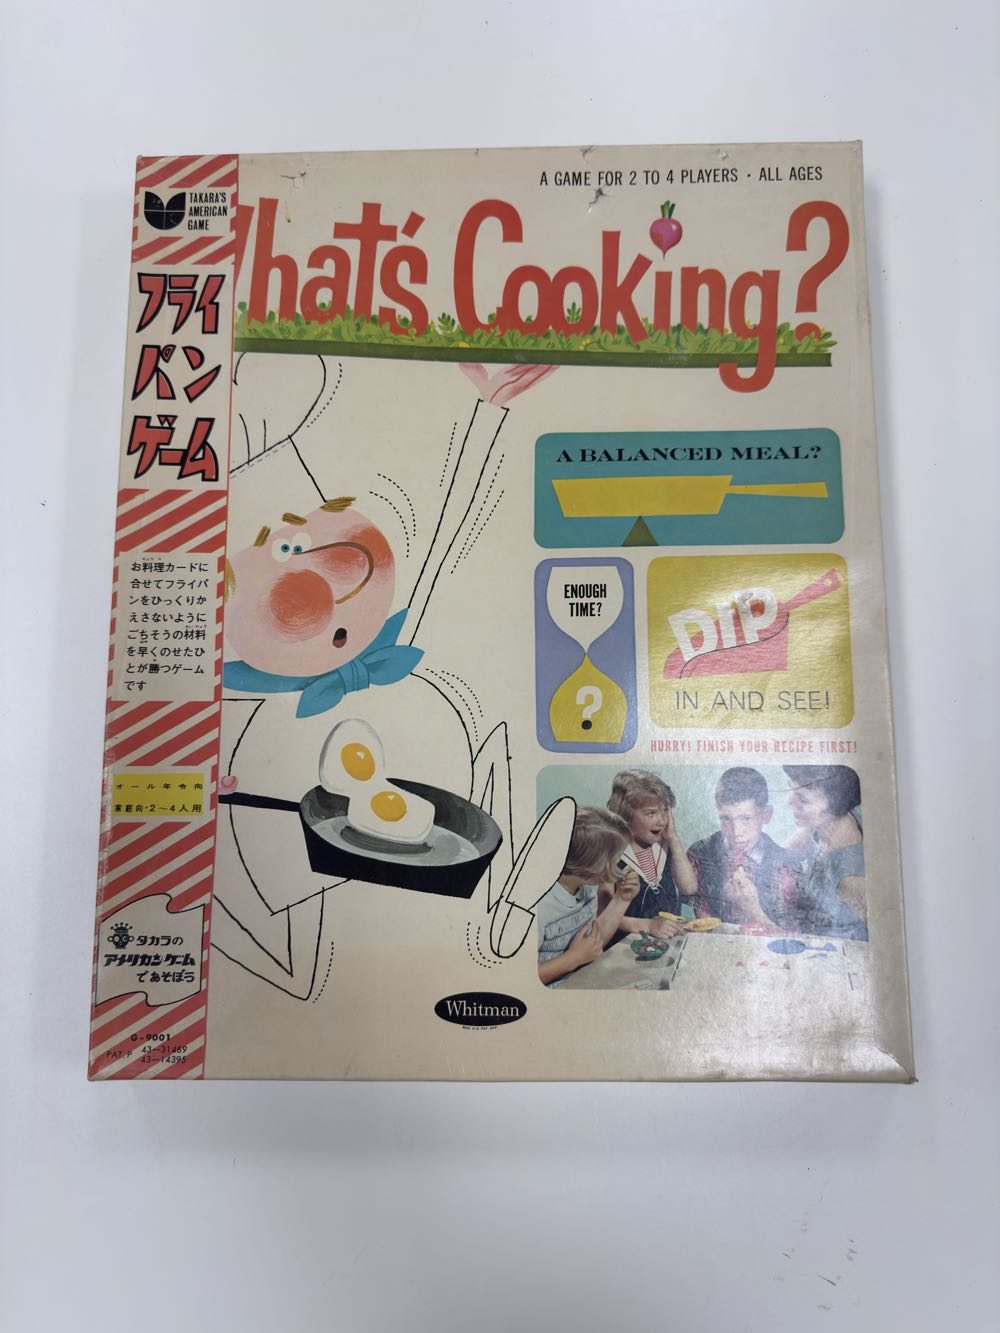 TAKARA'S
AMERICAN
GAME
フライ
パン
ゲーム
お料理カードに
合せてフライパ
ンをひっくりか
えさないように
ごちそうの材料
を早くのせたひ
とが勝つゲーム
です
オール年令向
家庭向・2〜4人用
タカラの
アメリカンゲーム
であそぼう
G-9001
PAT.P 43-31489
43-14395
A GAME FOR 2 TO 4 PLAYERS · ALL AGES
What's Cooking?
A BALANCED MEAL?
ENOUGH
TIME?
?
DIP
IN AND SEE!
HURRY! FINISH YOUR RECIPE FIRST!
Whitman
REG. U.S. PAT. OFF.